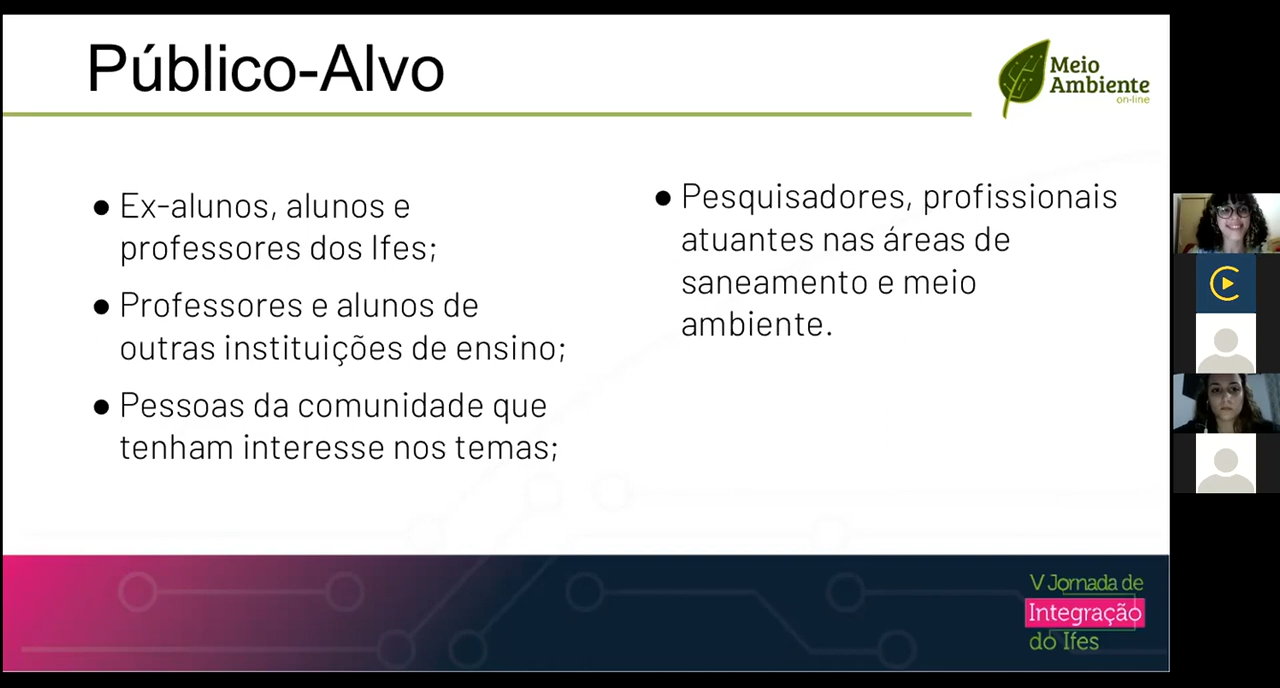 Público-Alvo
Meio
Ambiente
on-line
● Ex-alunos, alunos e
professores dos Ifes;
● Professores e alunos de
outras instituições de ensino;
● Pessoas da comunidade que
tenham interesse nos temas;
● Pesquisadores, profissionais
atuantes nas áreas de
saneamento e meio
ambiente.
V Jornada de
Integração
do Ifes